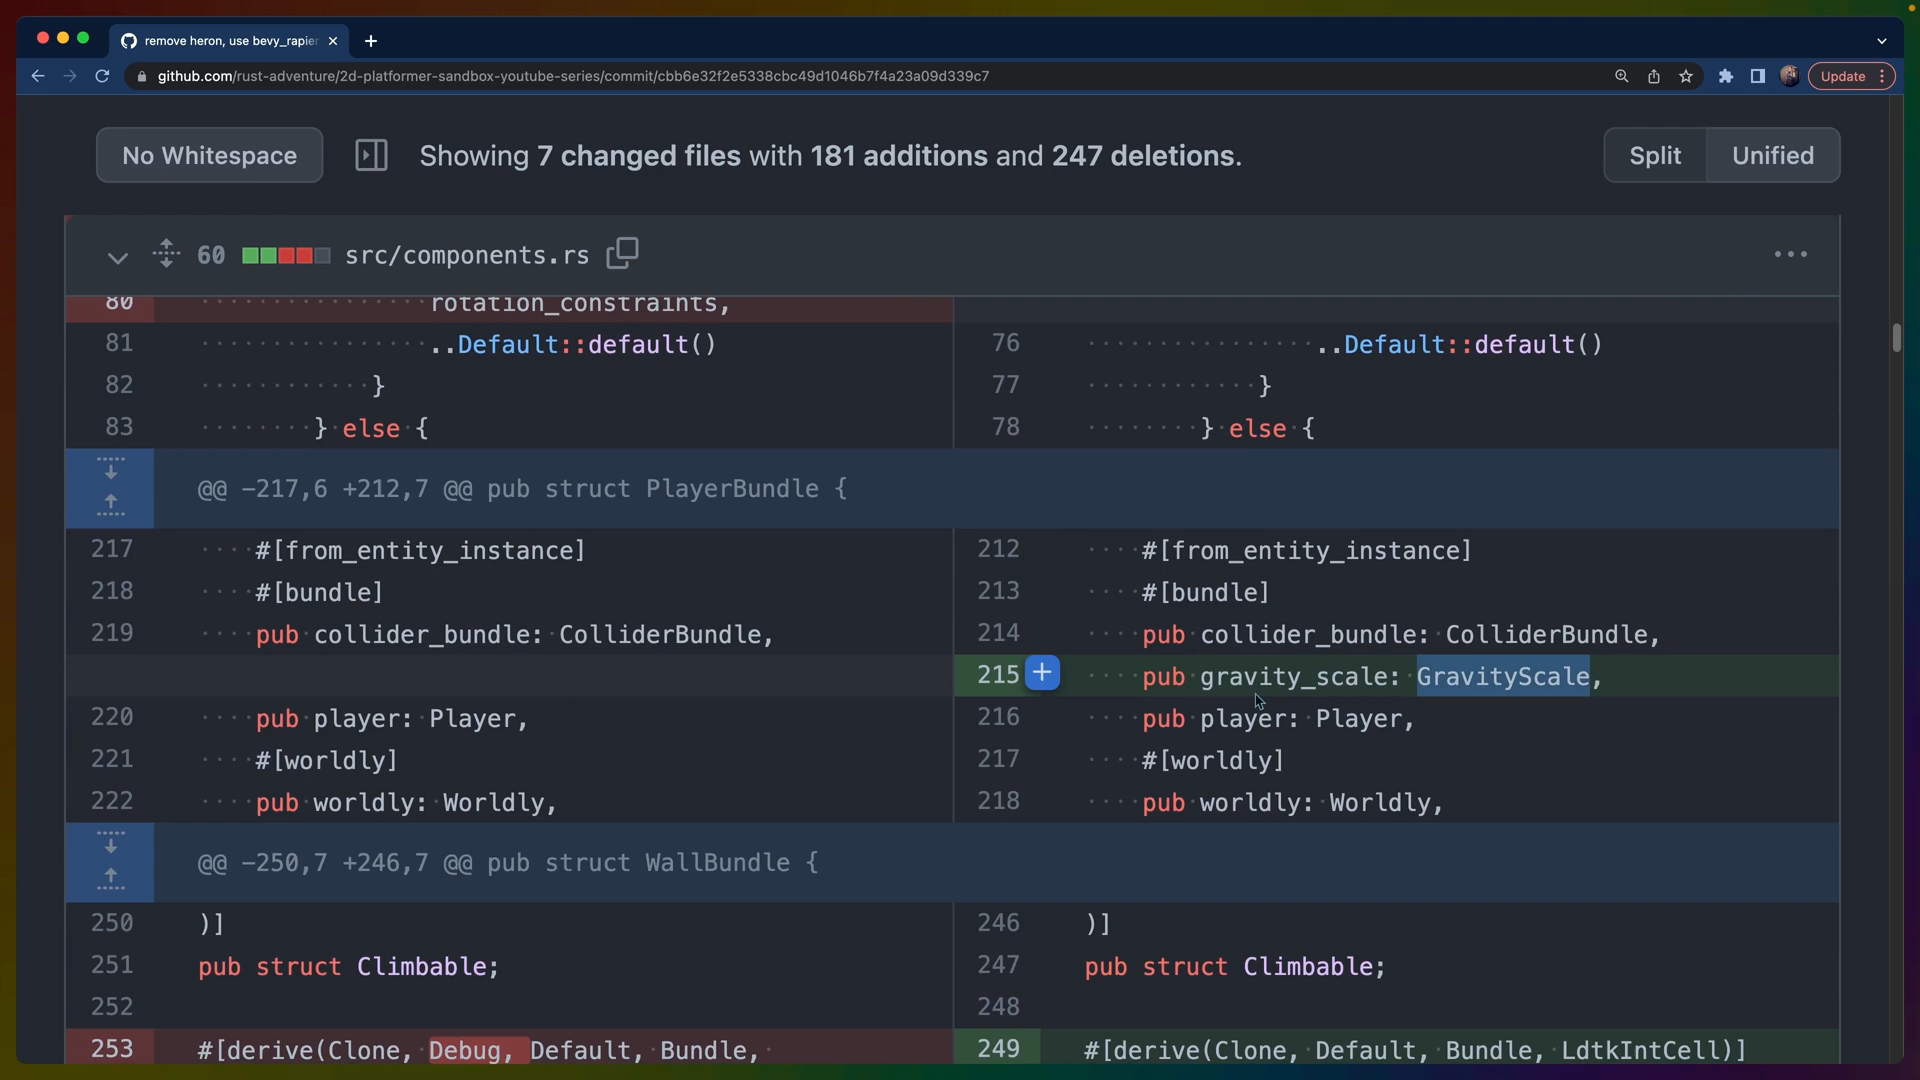 remove heron, use bevy_rapier
github.com/rust-adventure/2d-platformer-sandbox-youtube-series/commit/cbb6e32f2e5338cbc49d1046b7f4a23a09d339c7
Update
No Whitespace
Showing 7 changed files with 181 additions and 247 deletions.
Split
Unified
60 src/components.rs
80 rotation_constraints,
81 ..Default::default()
76 ..Default::default()
82 }
77 }
83 } else {
78 } else {
@@ -217,6 +212,7 @@ pub struct PlayerBundle {
217 #[from_entity_instance]
212 #[from_entity_instance]
218 #[bundle]
213 #[bundle]
219 pub collider_bundle: ColliderBundle,
214 pub collider_bundle: ColliderBundle,
215 + pub gravity_scale: GravityScale,
220 pub player: Player,
216 pub player: Player,
221 #[worldly]
217 #[worldly]
222 pub worldly: Worldly,
218 pub worldly: Worldly,
@@ -250,7 +246,7 @@ pub struct WallBundle {
250 )]
246 )]
251 pub struct Climbable;
247 pub struct Climbable;
252
248
253 #[derive(Clone, Debug, Default, Bundle,
249 #[derive(Clone, Default, Bundle, LdtkIntCell)]